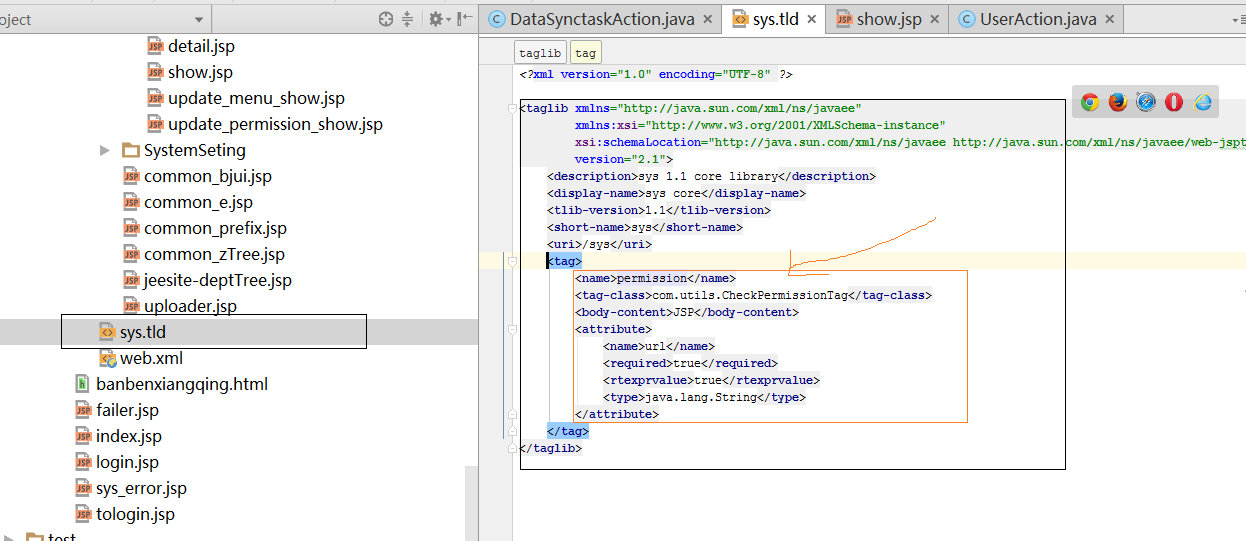 oject
detail.jsp
show.jsp
update_menu_show.jsp
update_permission_show.jsp
SystemSeting
common_bjui.jsp
common_e.jsp
common_prefix.jsp
common_zTree.jsp
jeesite-deptTree.jsp
uploader.jsp
sys.tld
web.xml
banbenxiangqing.html
failer.jsp
index.jsp
login.jsp
sys_error.jsp
tologin.jsp
test
DataSynctaskAction.java
sys.tld
show.jsp
UserAction.java
taglib tag
<?xml version="1.0" encoding="UTF-8" ?>
<taglib xmlns="http://java.sun.com/xml/ns/javaee"
xmlns:xsi="http://www.w3.org/2001/XMLSchema-instance"
xsi:schemaLocation="http://java.sun.com/xml/ns/javaee http://java.sun.com/xml/ns/javaee/web-jspt
version="2.1">
<description>sys 1.1 core library</description>
<display-name>sys core</display-name>
<tlib-version>1.1</tlib-version>
<short-name>sys</short-name>
<uri>/sys</uri>
<tag>
<name>permission</name>
<tag-class>com.utils.CheckPermissionTag</tag-class>
<body-content>JSP</body-content>
<attribute>
<name>url</name>
<required>true</required>
<rtexprvalue>true</rtexprvalue>
<type>java.lang.String</type>
</attribute>
</tag>
</taglib>